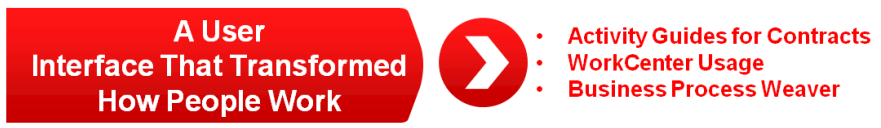 A User
Interface That Transformed
How People Work
• Activity Guides for Contracts
• WorkCenter Usage
• Business Process Weaver